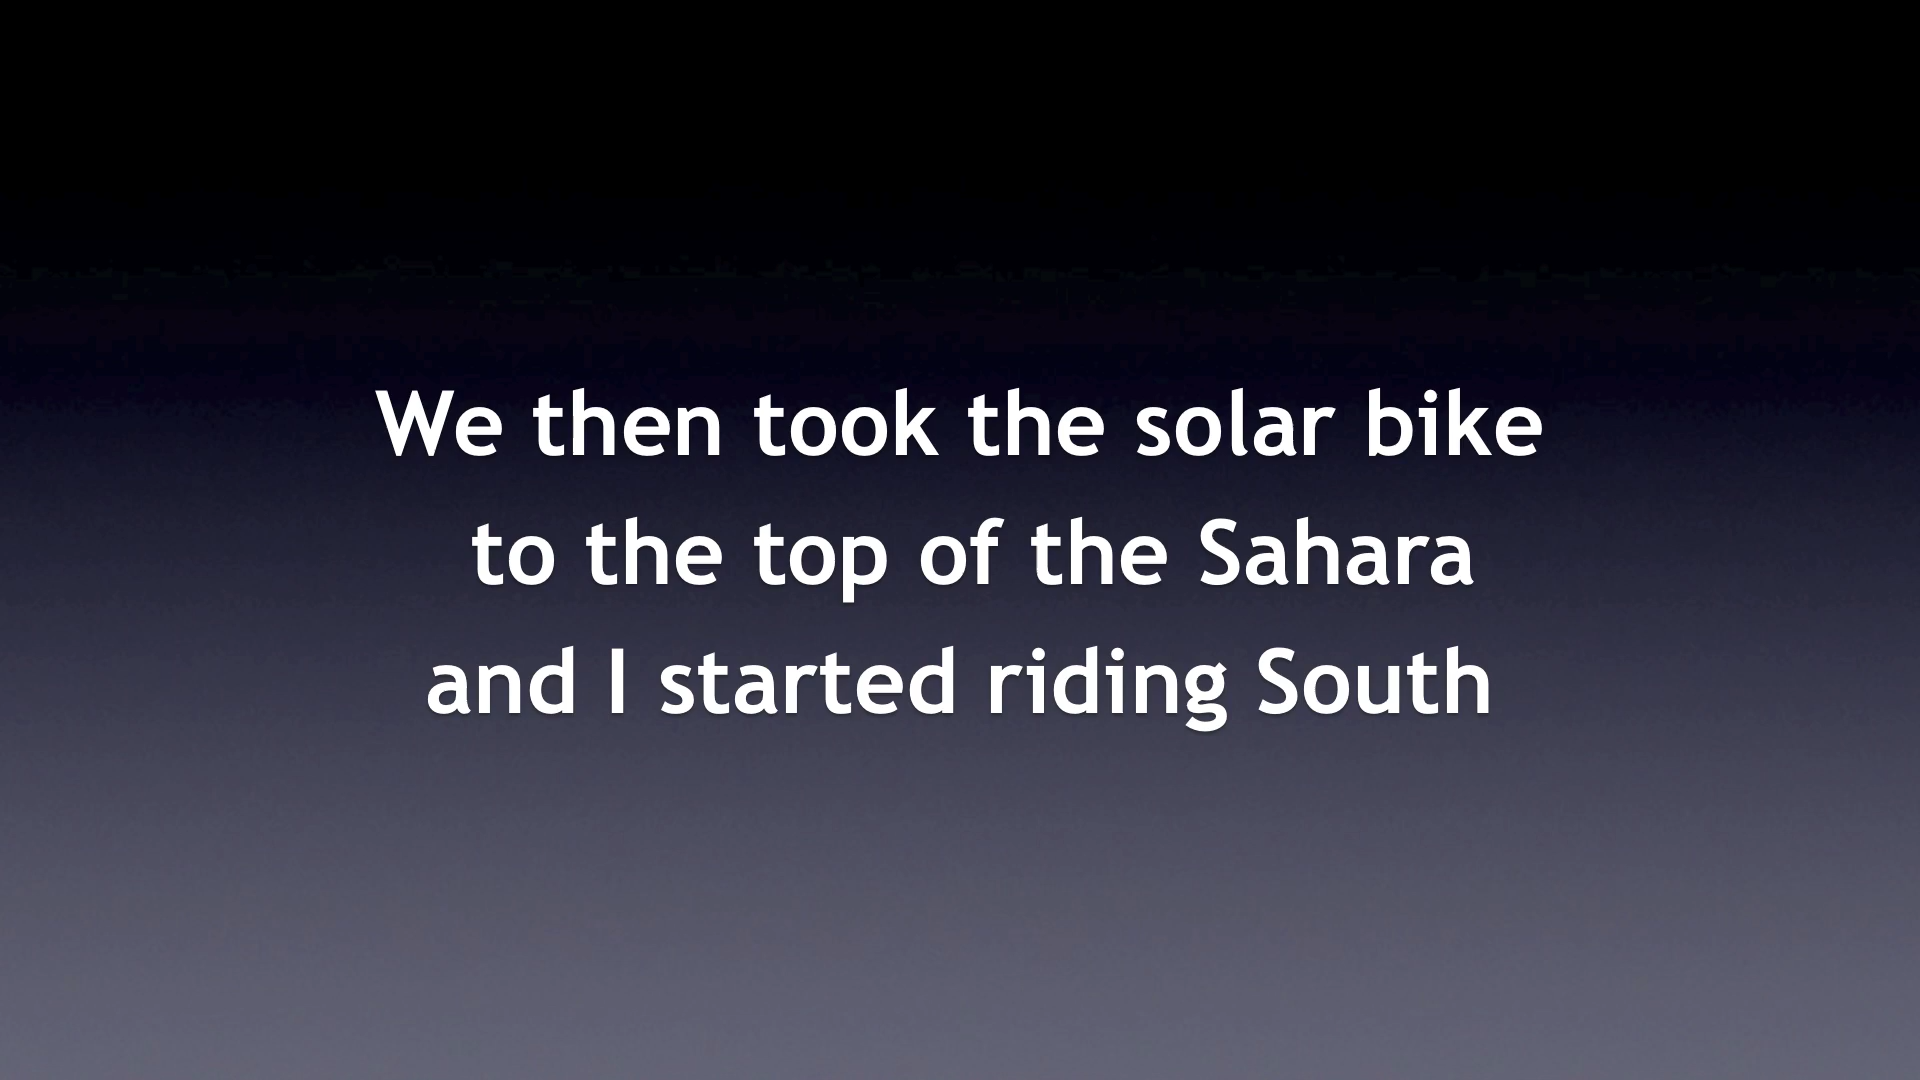 We then took the solar bike
to the top of the Sahara
and I started riding South